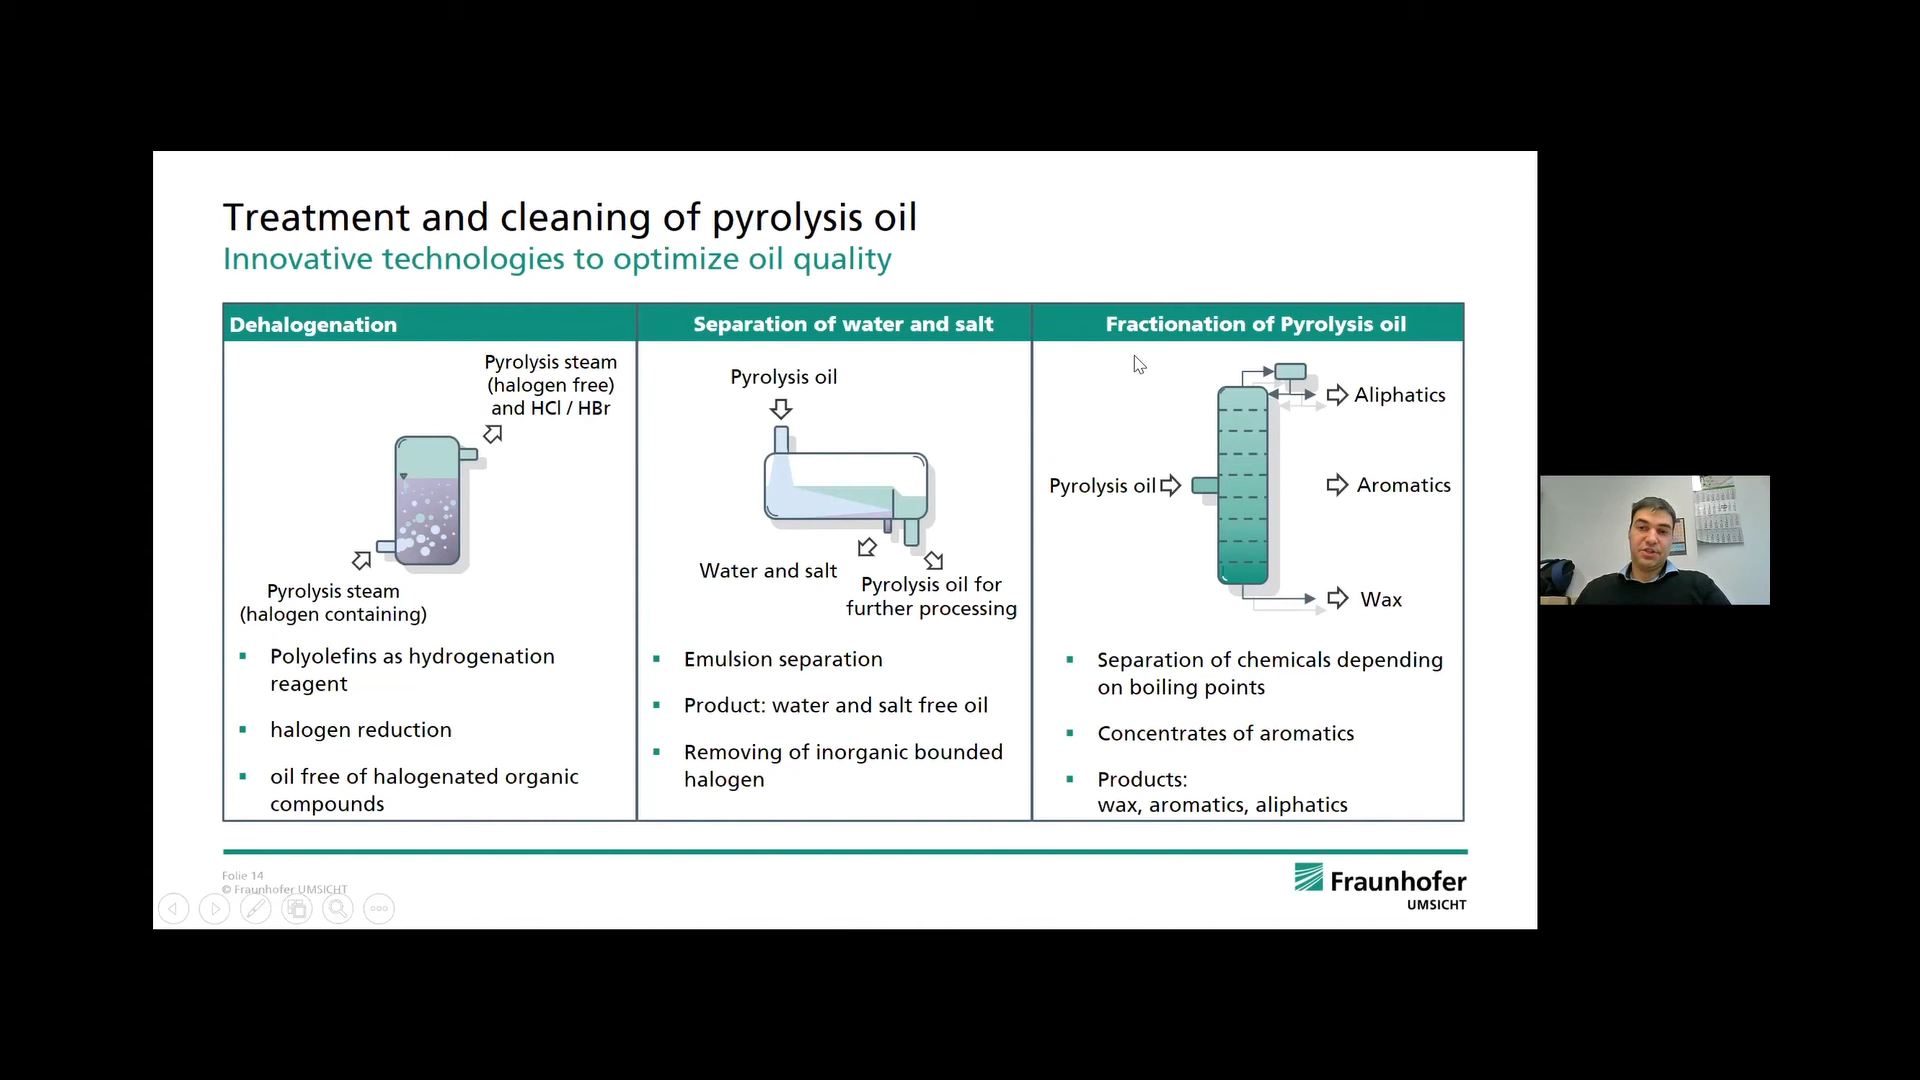 Treatment and cleaning of pyrolysis oil
Innovative technologies to optimize oil quality
Dehalogenation
Pyrolysis steam
(halogen free)
and HCl / HBr
Pyrolysis steam
(halogen containing)
Polyolefins as hydrogenation
reagent
halogen reduction
oil free of halogenated organic
compounds
Separation of water and salt
Pyrolysis oil
Water and salt
Pyrolysis oil for
further processing
Emulsion separation
Product: water and salt free oil
Removing of inorganic bounded
halogen
Fractionation of Pyrolysis oil
Pyrolysis oil
Aliphatics
Aromatics
Wax
Separation of chemicals depending
on boiling points
Concentrates of aromatics
Products:
wax, aromatics, aliphatics
Folie 14
© Fraunhofer UMSICHT
Fraunhofer
UMSICHT